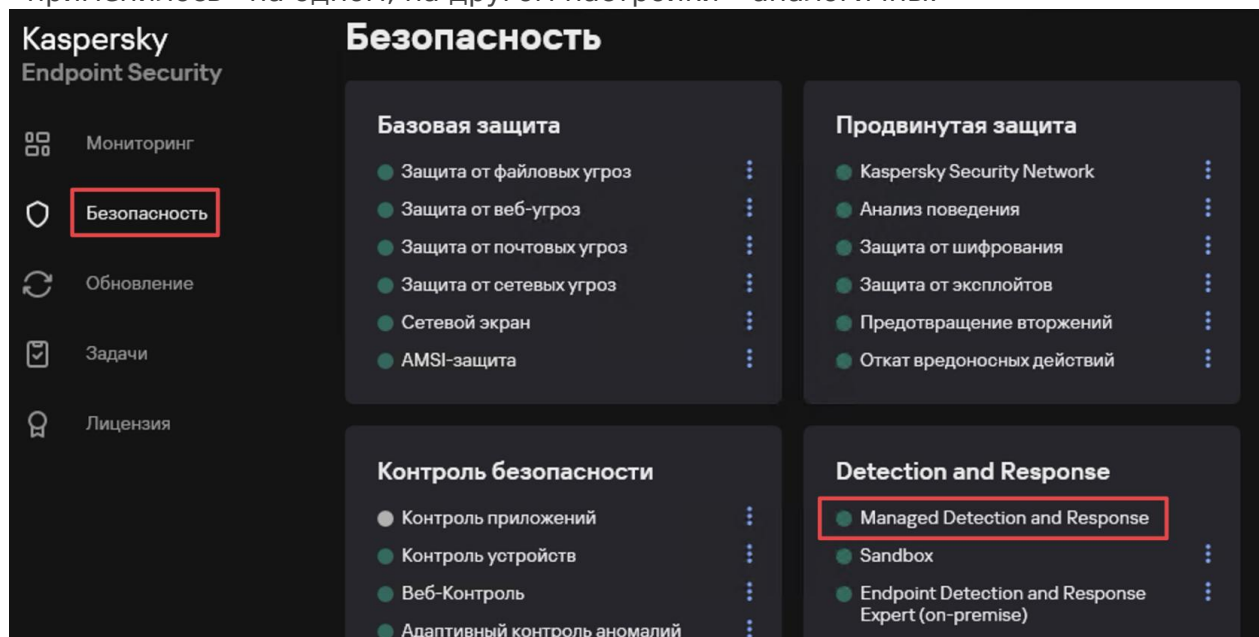 Kaspersky
Endpoint Security
Мониторинг
Безопасность
Обновление
Задачи
Лицензия
Безопасность
Базовая защита
Защита от файловых угроз
Защита от веб-угроз
Защита от почтовых угроз
Защита от сетевых угроз
Сетевой экран
AMSI-защита
Продвинутая защита
Kaspersky Security Network
Анализ поведения
Защита от шифрования
Защита от эксплойтов
Предотвращение вторжений
Откат вредоносных действий
Контроль безопасности
Контроль приложений
Контроль устройств
Веб-Контроль
Адаптивный контроль аномалий
Detection and Response
Managed Detection and Response
Sandbox
Endpoint Detection and Response
Expert (on-premise)